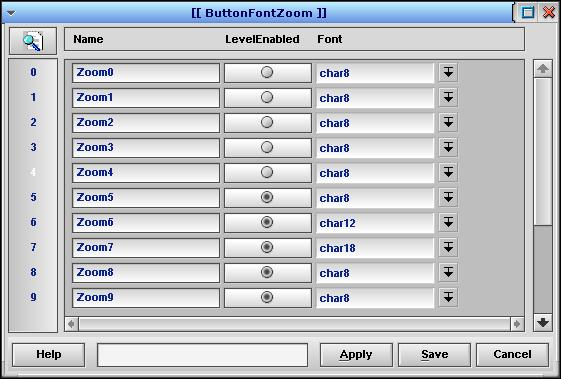 [[ ButtonFontZoom ]]
Name LevelEnabled Font
0 Zoom0 char8
1 Zoom1 char8
2 Zoom2 char8
3 Zoom3 char8
4 Zoom4 char8
5 Zoom5 char8
6 Zoom6 char12
7 Zoom7 char18
8 Zoom8 char8
9 Zoom9 char8
Help Apply Save Cancel